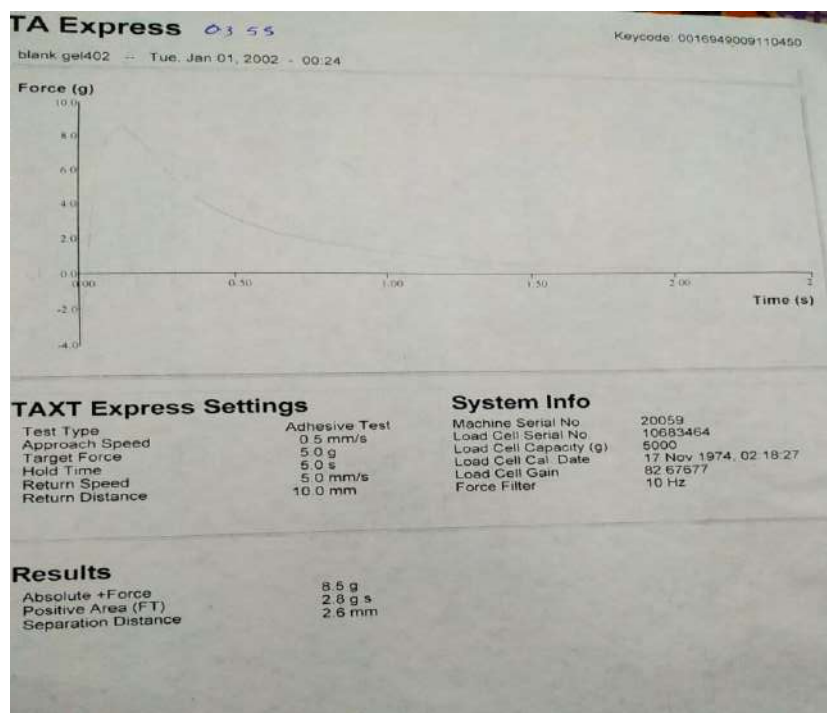 TA Express 03 55
Keycode: 0016949009110450
blank gel402 -- Tue, Jan 01, 2002 - 00:24
Force (g)
10.0
8.0
6.0
4.0
2.0
0.0
0.00 0.50 1.00 1.50 2.00 2
Time (s)
-2.0
-4.0
TAXT Express Settings
Test Type Adhesive Test
Approach Speed 0.5 mm/s
Target Force 5.0 g
Hold Time 5.0 s
Return Speed 5.0 mm/s
Return Distance 10.0 mm
System Info
Machine Serial No 20059
Load Cell Serial No. 10683464
Load Cell Capacity (g) 5000
Load Cell Cal. Date 17 Nov 1974, 02:18:27
Load Cell Gain 82.67677
Force Filter 10 Hz
Results
Absolute +Force 8.5 g
Positive Area (FT) 2.8 g s
Separation Distance 2.6 mm